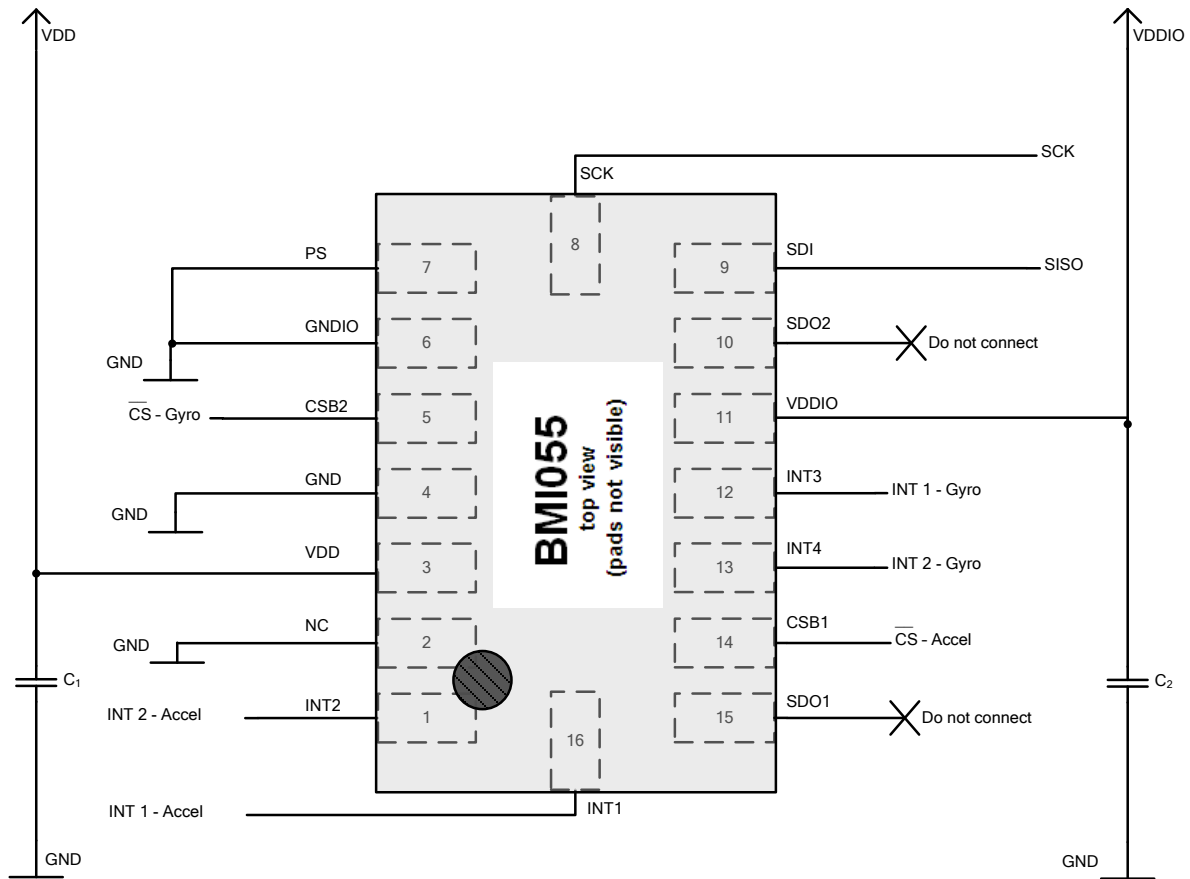 VDD
VDDIO
SCK
SCK
8
PS
7
9
SDI
SISO
GNDIO
6
10
SDO2
Do not connect
GND
CS - Gyro
CSB2
5
11
VDDIO
BMI055
top view
(pads not visible)
GND
GND
4
12
INT3
INT 1 - Gyro
VDD
3
13
INT4
INT 2 - Gyro
GND
NC
2
14
CSB1
CS - Accel
C1
C2
INT 2 - Accel
INT2
1
16
15
SDO1
Do not connect
INT 1 - Accel
INT1
GND
GND